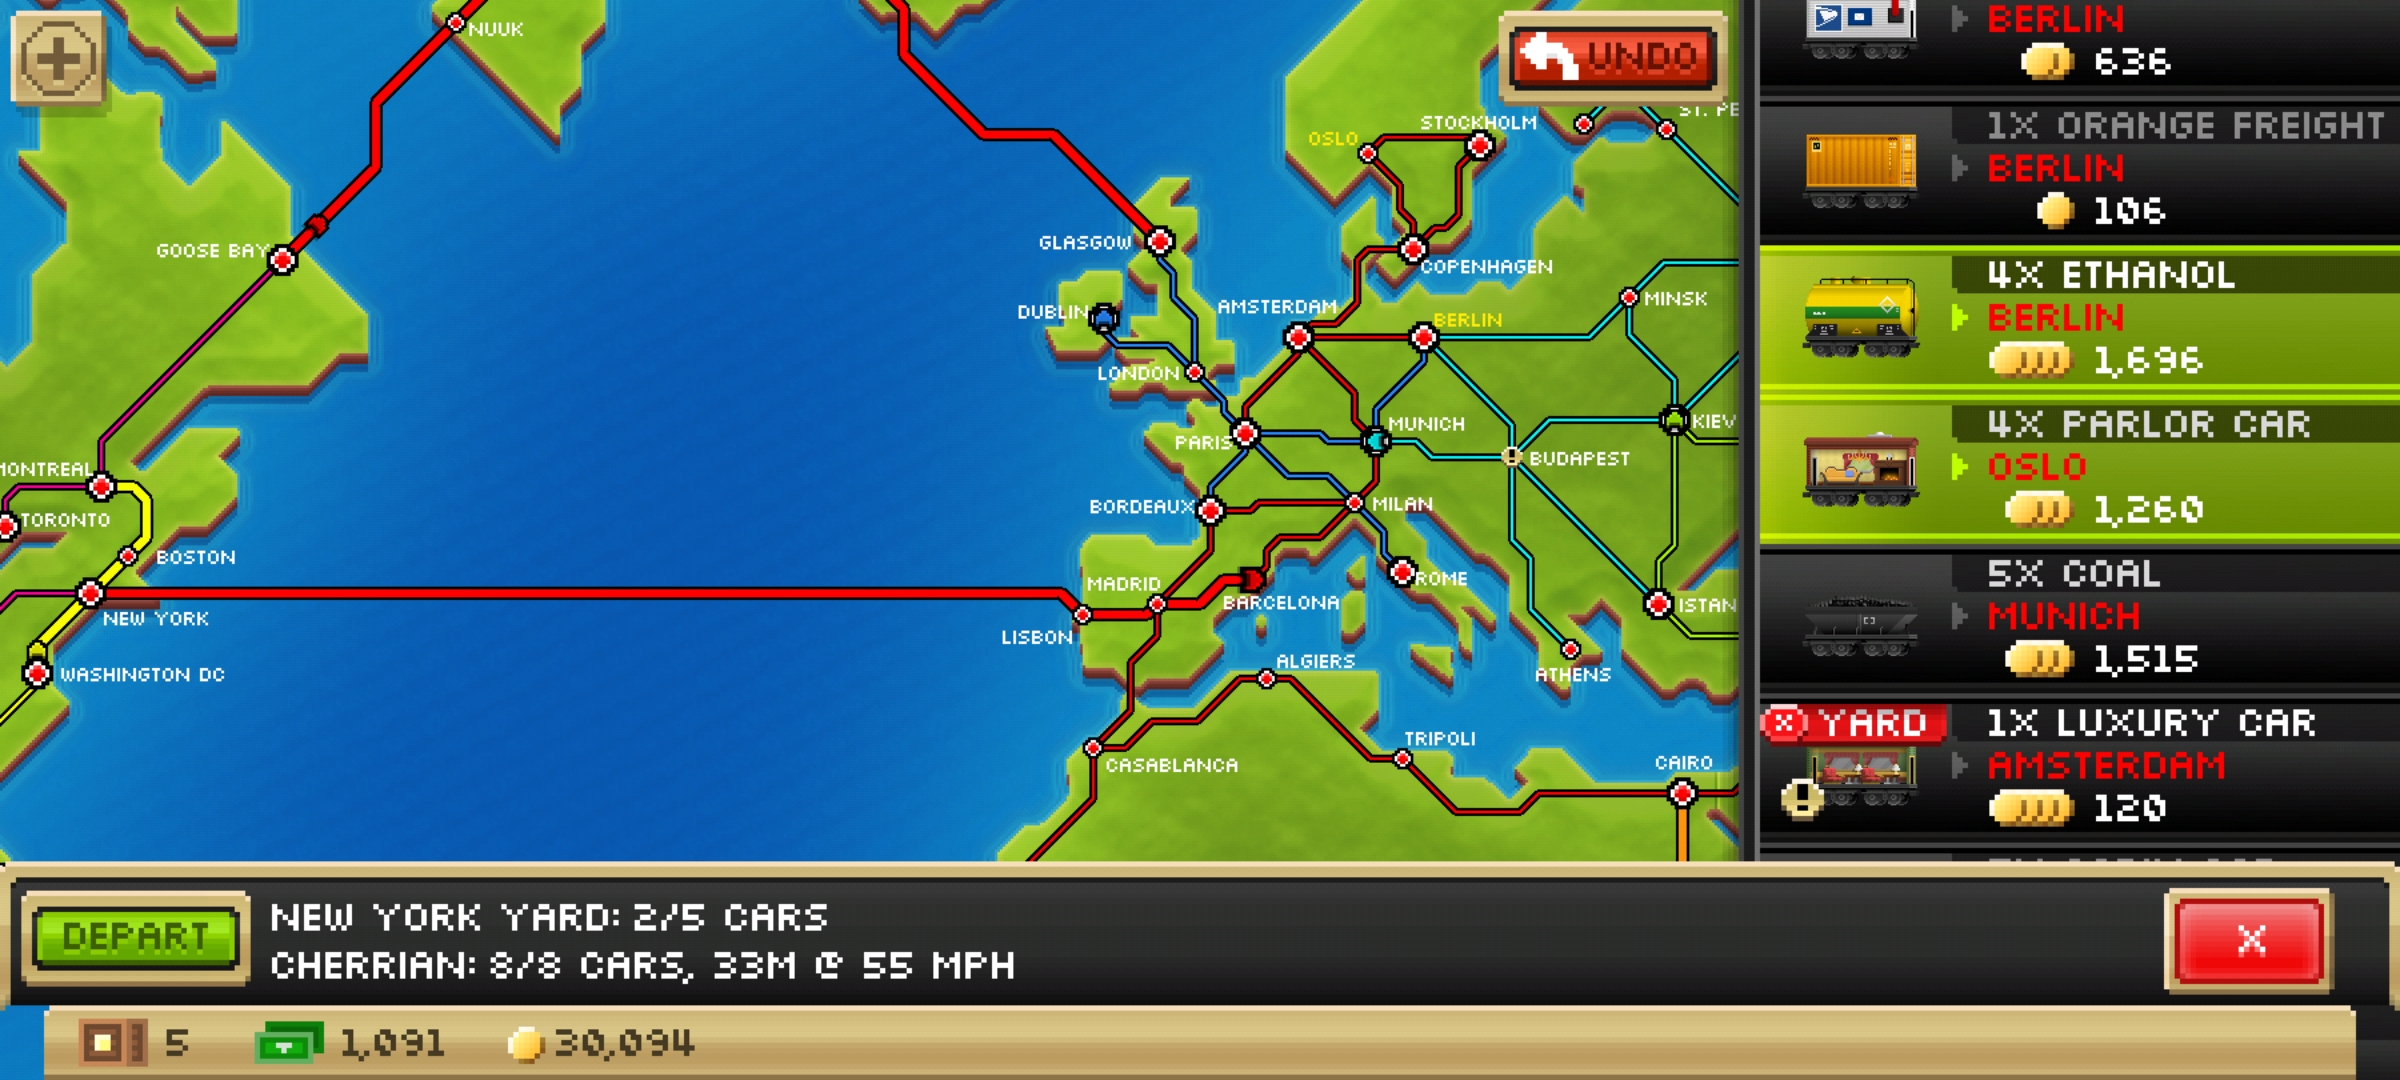 NUUK
UNDO
STOCKHOLM
OSLO
GLASGOW
COPENHAGEN
GOOSE BAY
AMSTERDAM
DUBLIN
BERLIN
MINSK
LONDON
MUNICH
KIEV
PARIS
BUDAPEST
MONTREAL
BORDEAUX
MILAN
TORONTO
BOSTON
ROME
MADRID
BARCELONA
NEW YORK
LISBON
WASHINGTON DC
ALGIERS
ATHENS
TRIPOLI
CASABLANCA
CAIRO
BERLIN
636
1X ORANGE FREIGHT
BERLIN
106
4X ETHANOL
BERLIN
1,696
4X PARLOR CAR
OSLO
1,260
5X COAL
MUNICH
1,515
YARD
1X LUXURY CAR
AMSTERDAM
120
DEPART
NEW YORK YARD: 2/5 CARS
CHERRIAN: 8/8 CARS, 33M @ 55 MPH
X
5
1,091
30,094